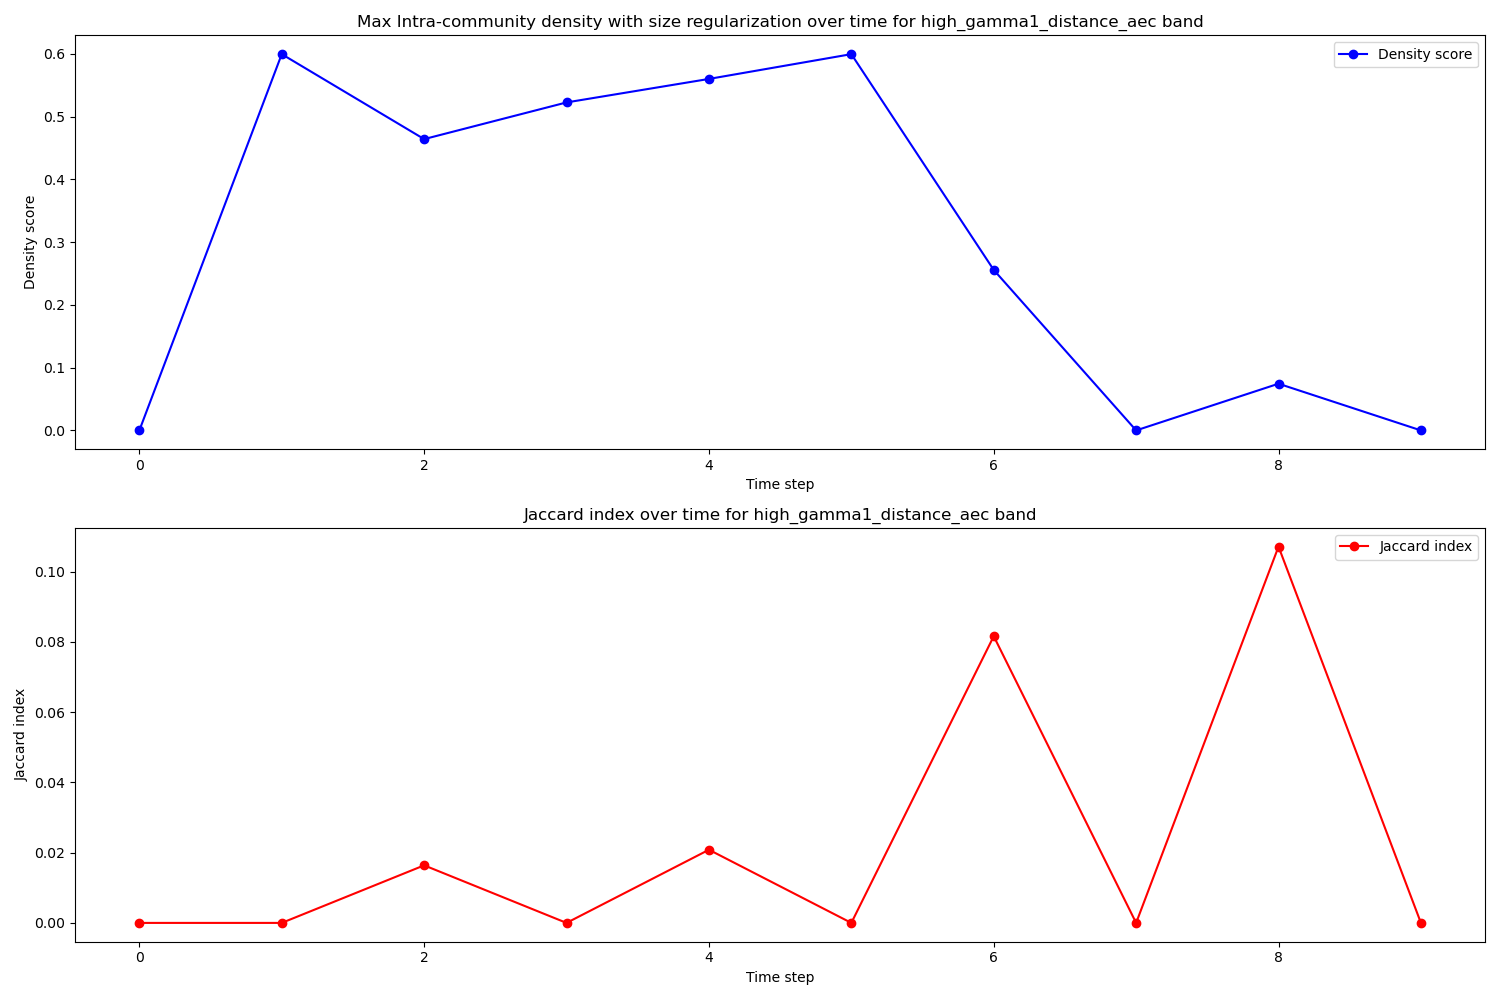 Max Intra-community density with size regularization over time for high_gamma1_distance_aec band
Density score
0.6
0.5
0.4
0.3
0.2
0.1
0.0
Density score
0 2 4 6 8
Time step
Jaccard index over time for high_gamma1_distance_aec band
Jaccard index
0.10
0.08
0.06
0.04
0.02
0.00
Jaccard index
0 2 4 6 8
Time step